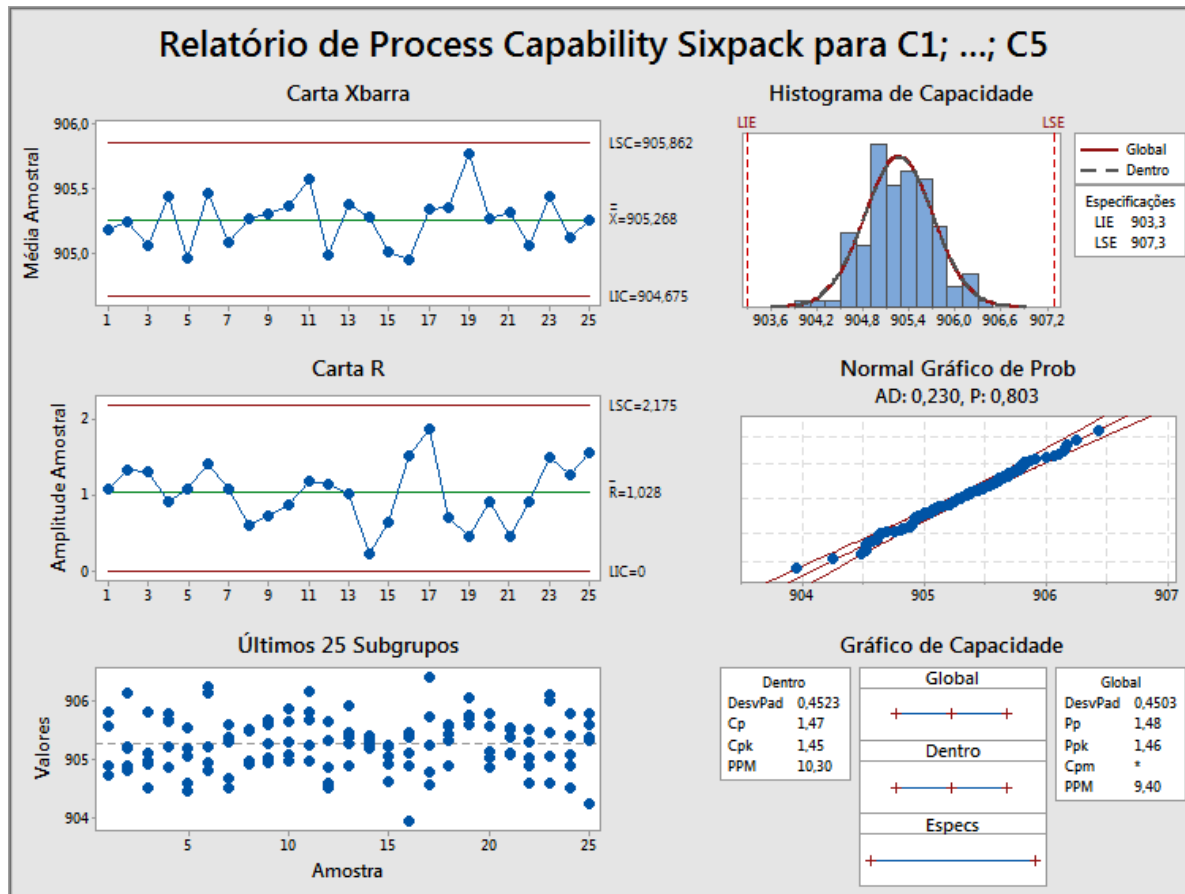 Relatório de Process Capability Sixpack para C1; ...; C5
Carta Xbarra
Média Amostral
906,0
905,5
905,0
1 3 5 7 9 11 13 15 17 19 21 23 25
LSC=905,862
X=905,268
LIC=904,675
Histograma de Capacidade
LIE LSE
903,6 904,2 904,8 905,4 906,0 906,6 907,2
Global
Dentro
Especificações
LIE 903,3
LSE 907,3
Carta R
Amplitude Amostral
2
1
0
1 3 5 7 9 11 13 15 17 19 21 23 25
LSC=2,175
R=1,028
LIC=0
Normal Gráfico de Prob
AD: 0,230, P: 0,803
904 905 906 907
Últimos 25 Subgrupos
Valores
906
905
904
5 10 15 20 25
Amostra
Gráfico de Capacidade
Dentro
DesvPad 0,4523
Cp 1,47
Cpk 1,45
PPM 10,30
Global
Dentro
Especs
Global
DesvPad 0,4503
Pp 1,48
Ppk 1,46
Cpm *
PPM 9,40